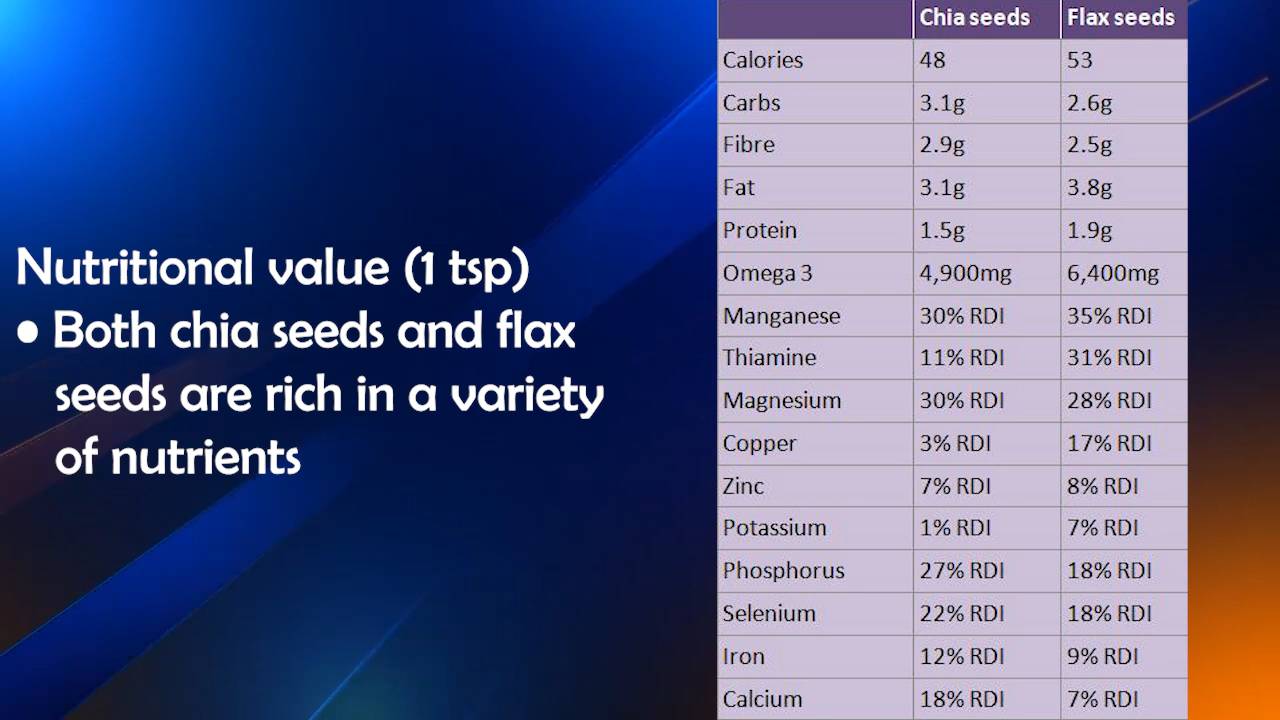 Nutritional value (1 tsp)
• Both chia seeds and flax
seeds are rich in a variety
of nutrients
Chia seeds Flax seeds
Calories 48 53
Carbs 3.1g 2.6g
Fibre 2.9g 2.5g
Fat 3.1g 3.8g
Protein 1.5g 1.9g
Omega 3 4,900mg 6,400mg
Manganese 30% RDI 35% RDI
Thiamine 11% RDI 31% RDI
Magnesium 30% RDI 28% RDI
Copper 3% RDI 17% RDI
Zinc 7% RDI 8% RDI
Potassium 1% RDI 7% RDI
Phosphorus 27% RDI 18% RDI
Selenium 22% RDI 18% RDI
Iron 12% RDI 9% RDI
Calcium 18% RDI 7% RDI